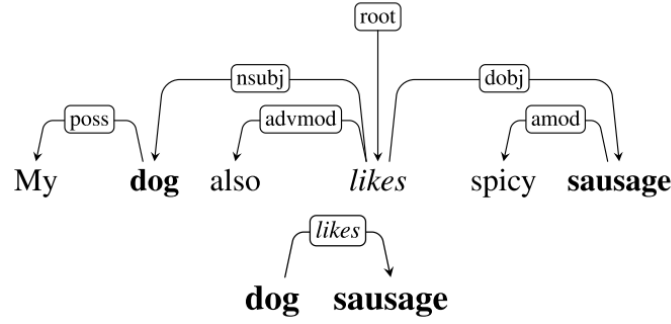 root
nsubj dobj
poss advmod amod
My dog also likes spicy sausage
likes
dog sausage